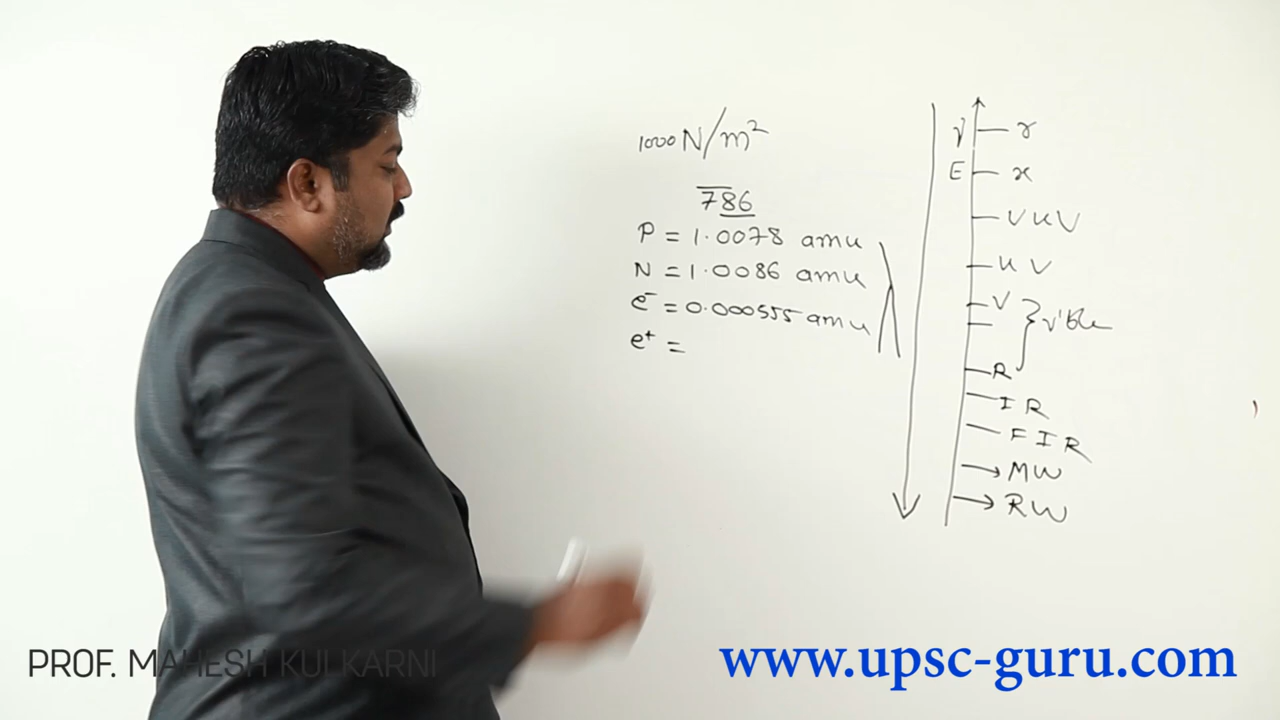 1000 N/m²
786
P = 1.0078 amu
N = 1.0086 amu
e⁻ = 0.000555 amu
e⁺ =
γ
E
x
VUV
UV
V
R
IR
FIR
MW
RW
PROF. MAHESH KULKARNI
www.upsc-guru.com